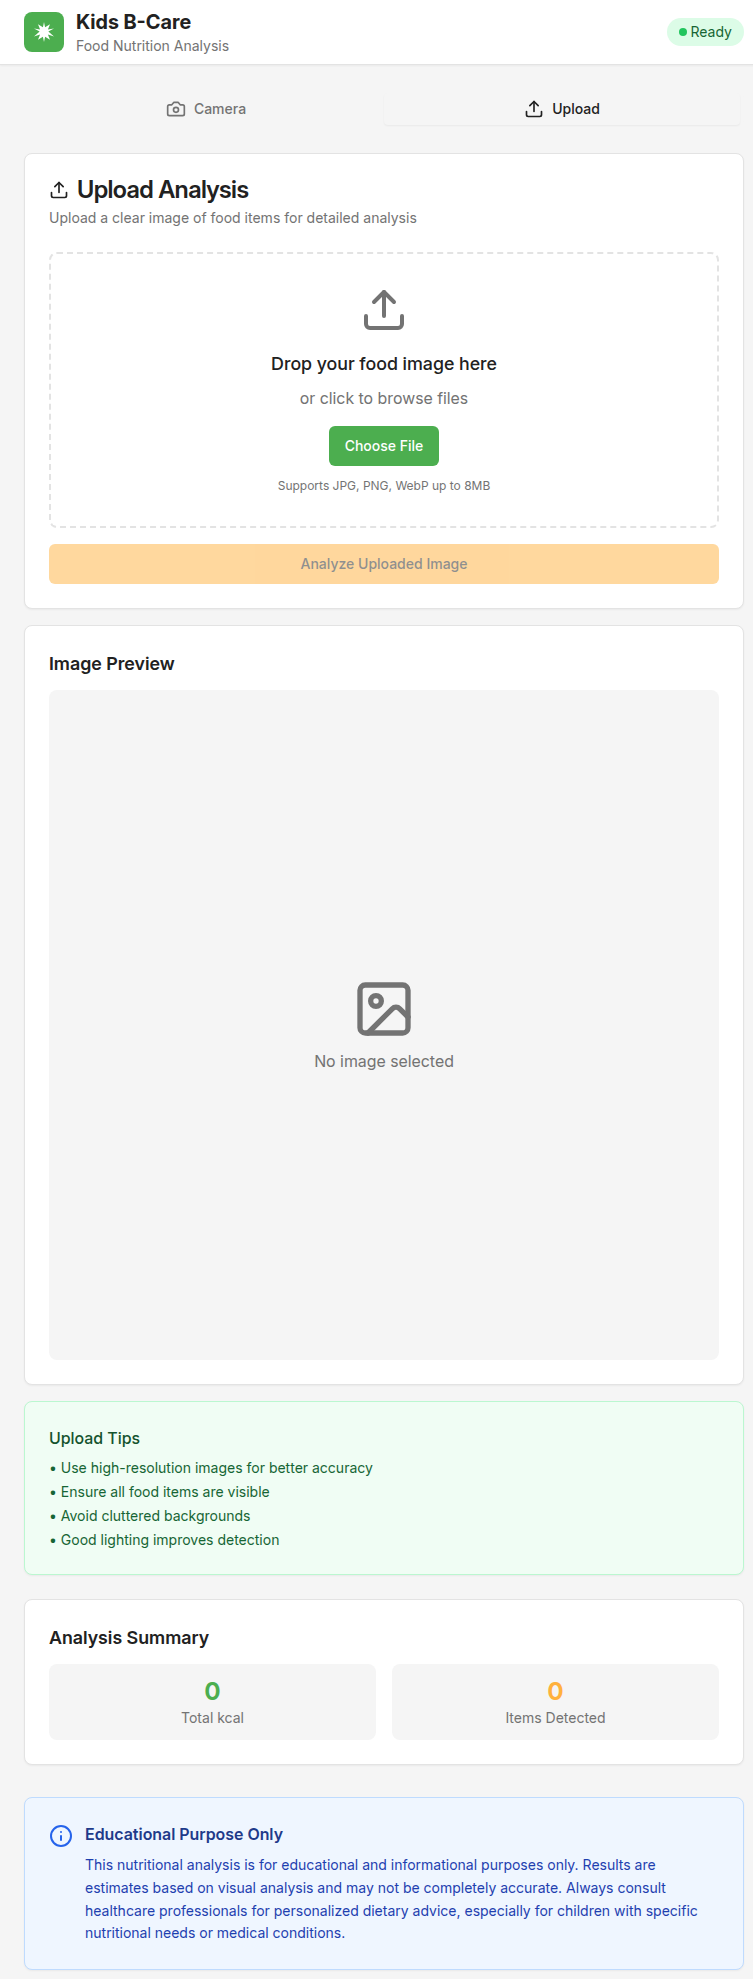 Kids B-Care
Food Nutrition Analysis
Ready
Camera
Upload
Upload Analysis
Upload a clear image of food items for detailed analysis
Drop your food image here
or click to browse files
Choose File
Supports JPG, PNG, WebP up to 8MB
Analyze Uploaded Image
Image Preview
No image selected
Upload Tips
• Use high-resolution images for better accuracy
• Ensure all food items are visible
• Avoid cluttered backgrounds
• Good lighting improves detection
Analysis Summary
0
Total kcal
0
Items Detected
Educational Purpose Only
This nutritional analysis is for educational and informational purposes only. Results are
estimates based on visual analysis and may not be completely accurate. Always consult
healthcare professionals for personalized dietary advice, especially for children with specific
nutritional needs or medical conditions.